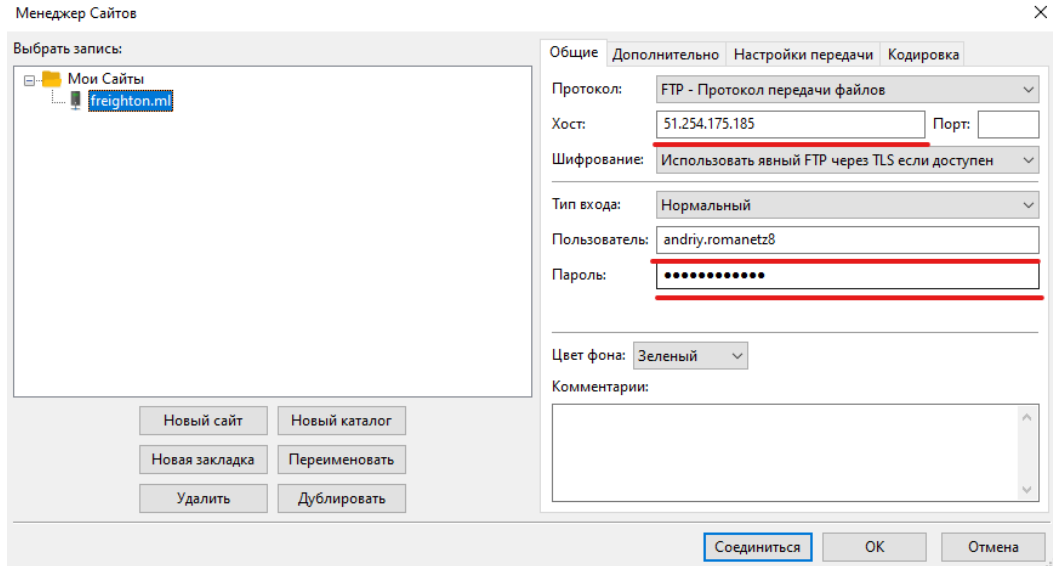 Менеджер Сайтов
Выбрать запись:
Мои Сайты
freighton.ml
Новый сайт
Новый каталог
Новая закладка
Переименовать
Удалить
Дублировать
Общие
Дополнительно
Настройки передачи
Кодировка
Протокол:
FTP - Протокол передачи файлов
Хост:
51.254.175.185
Порт:
Шифрование:
Использовать явный FTP через TLS если доступен
Тип входа:
Нормальный
Пользователь:
andriy.romanetz8
Пароль:
●●●●●●●●●●●●
Цвет фона:
Зеленый
Комментарии:
Соединиться
OK
Отмена